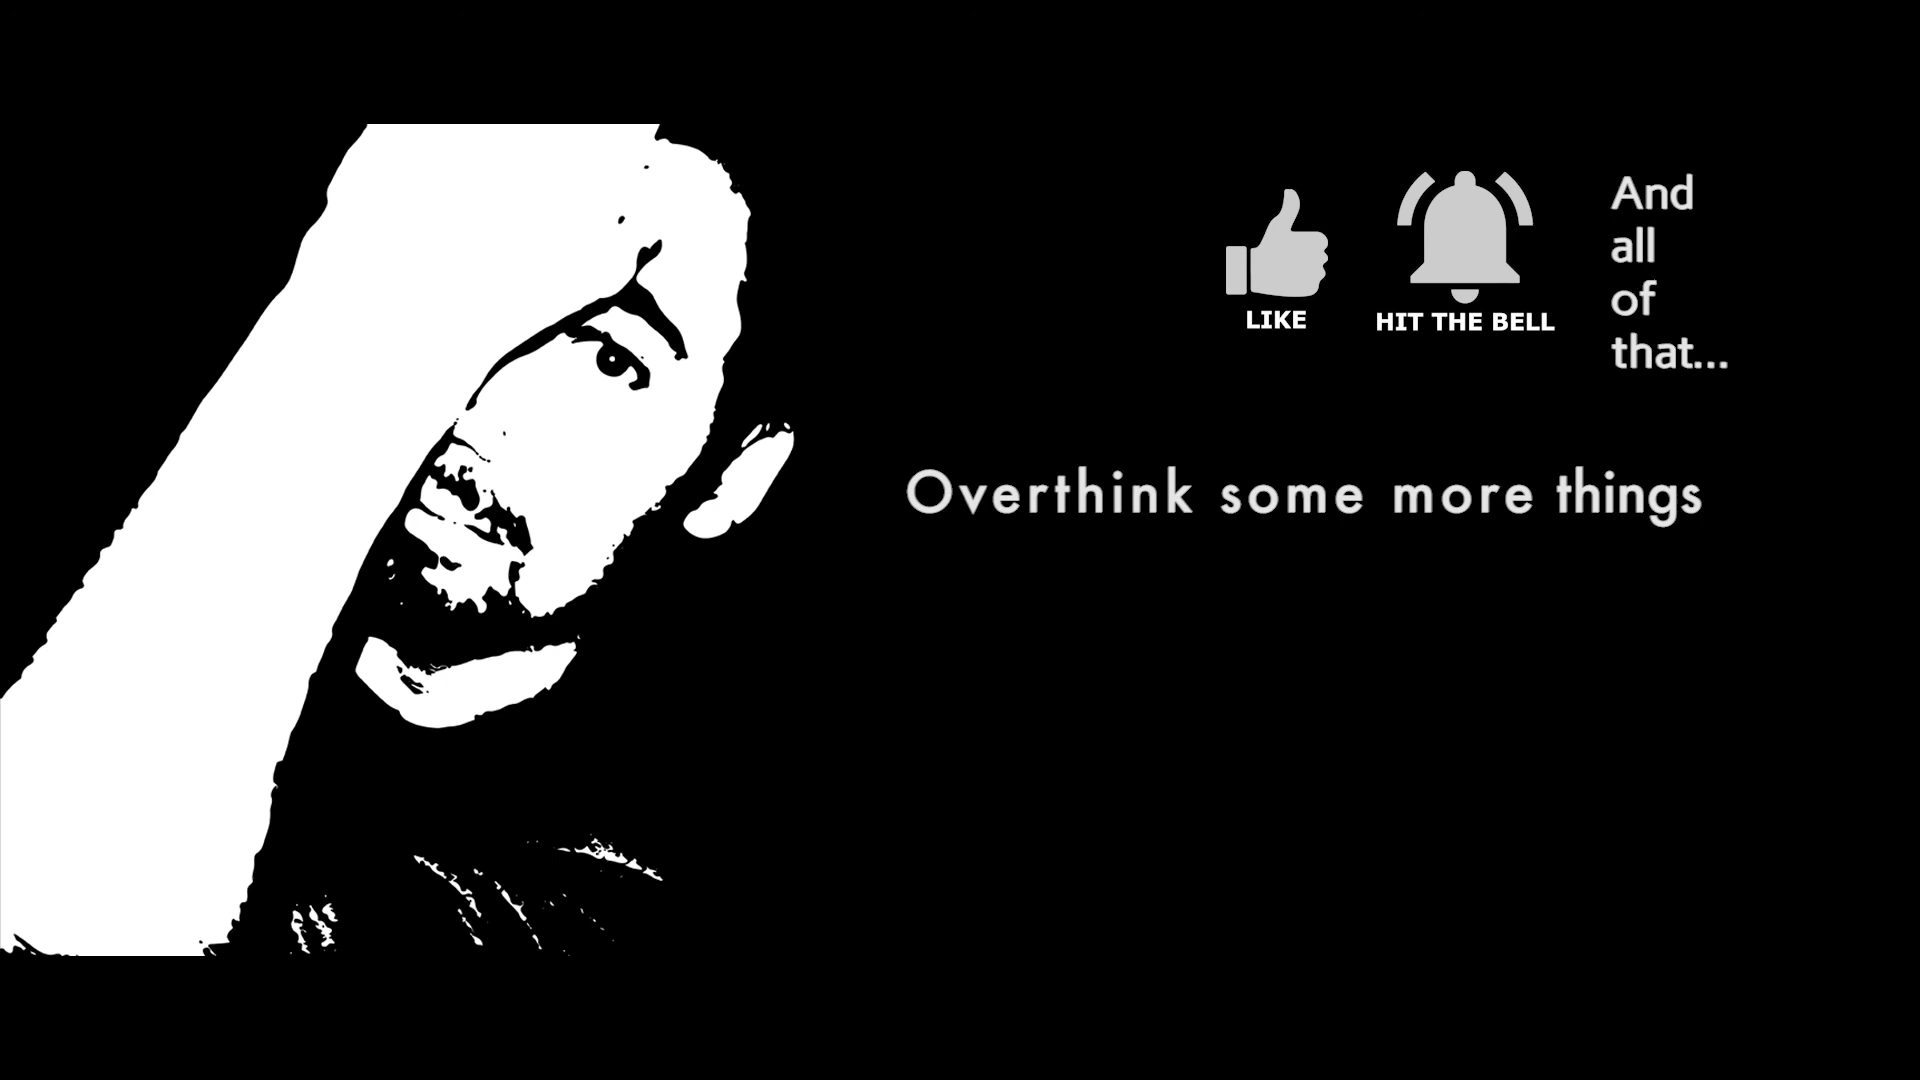 LIKE
HIT THE BELL
And
all
of
that...
Overthink some more things